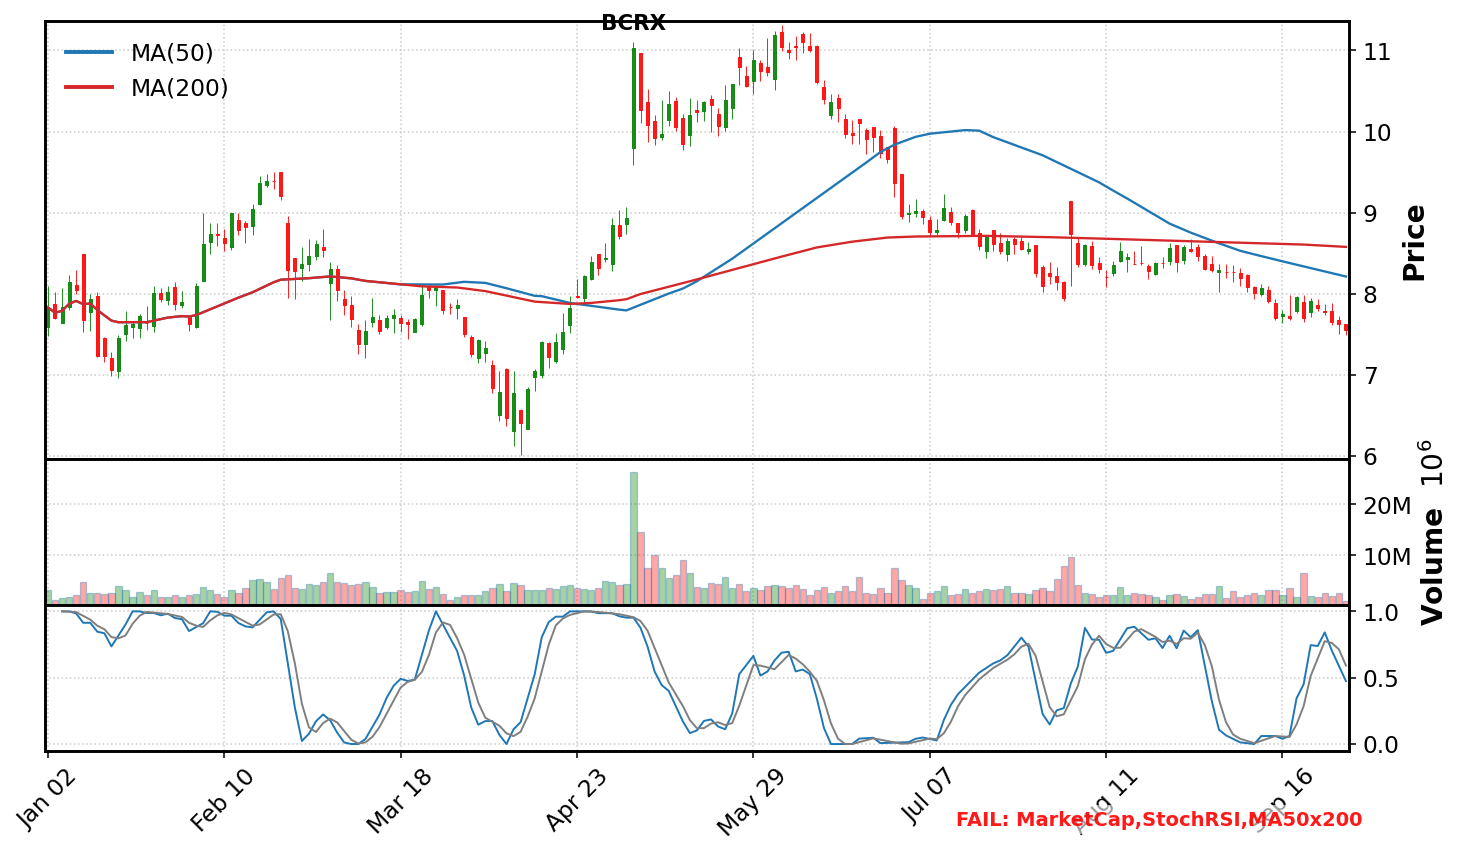 BCRX
MA(50)
MA(200)
11
10
9
8
7
6
Price
20M
10M
Volume 10^6
1.0
0.5
0.0
Jan 02
Feb 10
Mar 18
Apr 23
May 29
Jul 07
Aug 11
Sep 16
FAIL: MarketCap,StochRSI,MA50x200